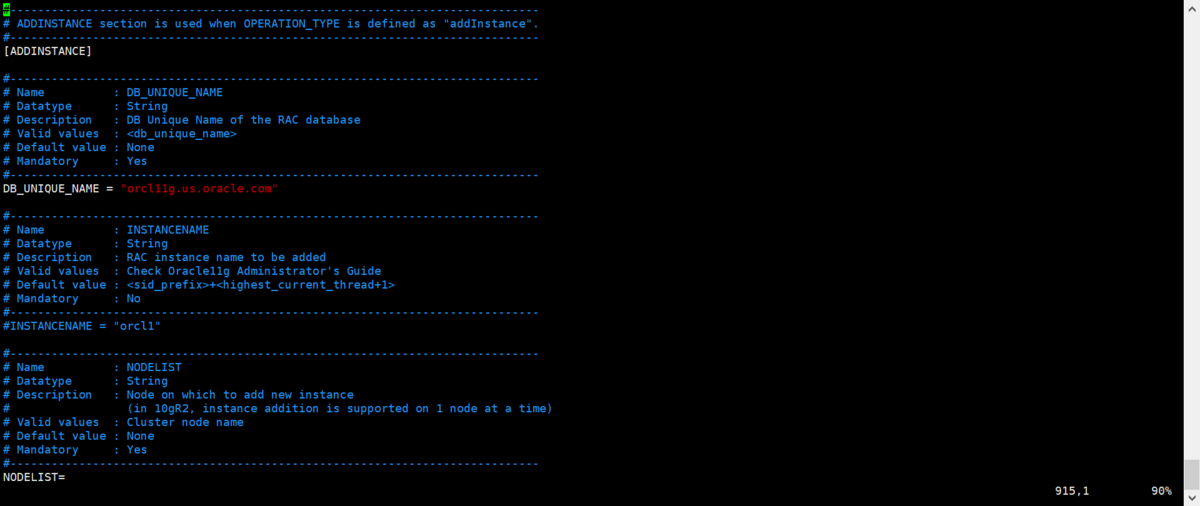 #-----------------------------------------------------------------------------
# ADDINSTANCE section is used when OPERATION_TYPE is defined as "addInstance".
#-----------------------------------------------------------------------------
[ADDINSTANCE]
#-----------------------------------------------------------------------------
# Name          : DB_UNIQUE_NAME
# Datatype      : String
# Description   : DB Unique Name of the RAC database
# Valid values  : <db_unique_name>
# Default value : None
# Mandatory     : Yes
#-----------------------------------------------------------------------------
DB_UNIQUE_NAME = "orcl11g.us.oracle.com"
#-----------------------------------------------------------------------------
# Name          : INSTANCENAME
# Datatype      : String
# Description   : RAC instance name to be added
# Valid values  : Check Oracle11g Administrator's Guide
# Default value : <sid_prefix>+<highest_current_thread+1>
# Mandatory     : No
#-----------------------------------------------------------------------------
#INSTANCENAME = "orcl1"
#-----------------------------------------------------------------------------
# Name          : NODELIST
# Datatype      : String
# Description   : Node on which to add new instance
#                 (in 10gR2, instance addition is supported on 1 node at a time)
# Valid values  : Cluster node name
# Default value : None
# Mandatory     : Yes
#-----------------------------------------------------------------------------
NODELIST=
915,1         90%